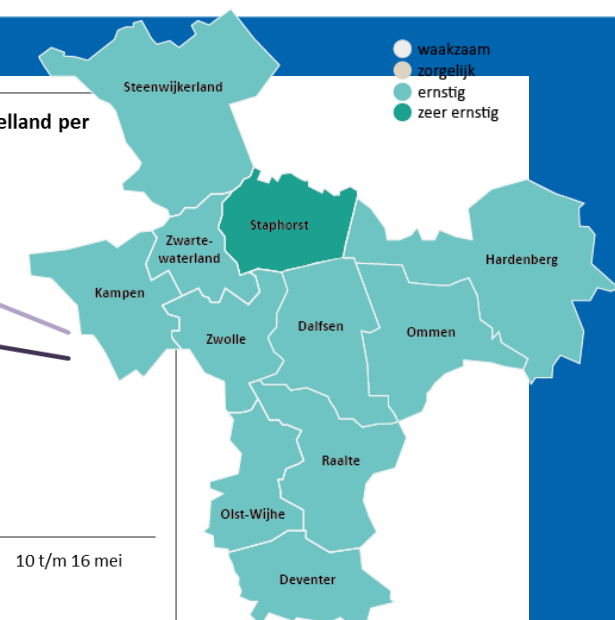 waakzaam
zorgelijk
ernstig
zeer ernstig
elland per
Steenwijkerland
Staphorst
Zwarte-
waterland
Hardenberg
Kampen
Zwolle
Dalfsen
Ommen
Raalte
Olst-Wijhe
Deventer
10 t/m 16 mei